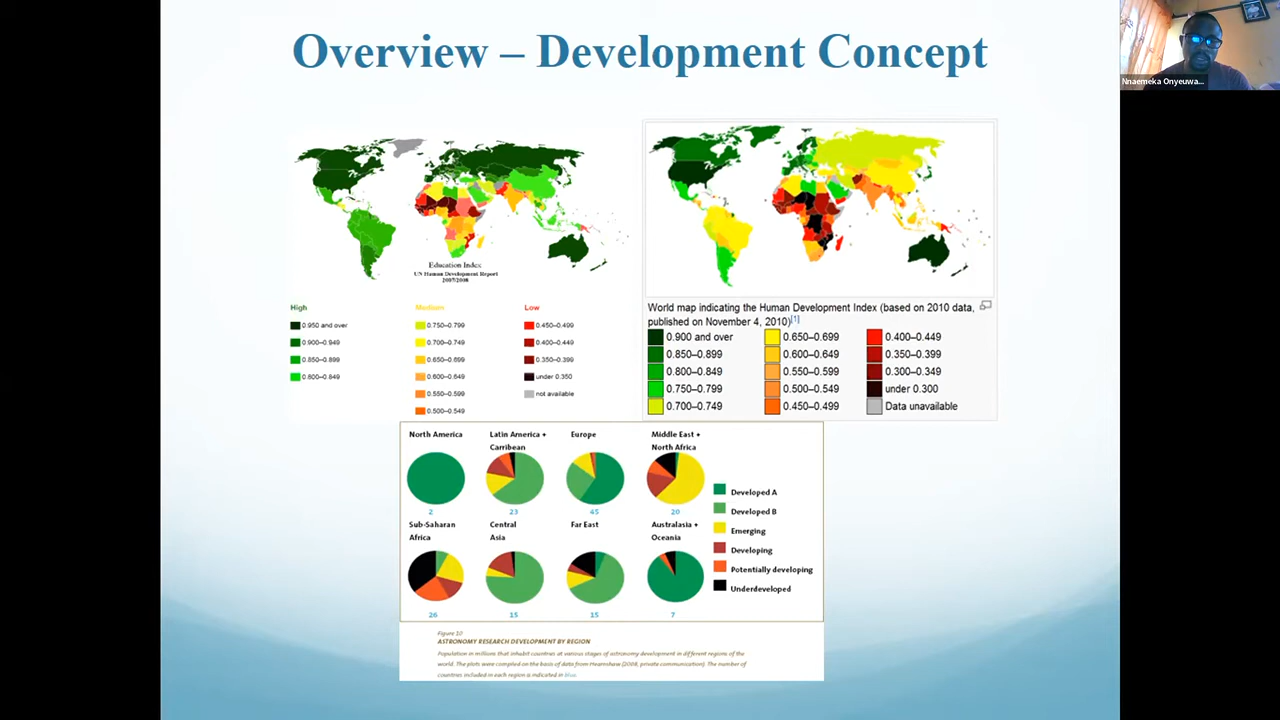 Overview – Development Concept
Nnaemeka Onyeuwa...
Education Index
UN Human Development Report
2007/2008
High
Medium
Low
0.950 and over
0.750–0.799
0.450–0.499
0.900–0.949
0.700–0.749
0.400–0.449
0.850–0.899
0.650–0.699
0.350–0.399
0.800–0.849
0.600–0.649
under 0.350
0.550–0.599
not available
0.500–0.549
World map indicating the Human Development Index (based on 2010 data,
published on November 4, 2010)[1]
0.900 and over
0.650–0.699
0.400–0.449
0.850–0.899
0.600–0.649
0.350–0.399
0.800–0.849
0.550–0.599
0.300–0.349
0.750–0.799
0.500–0.549
under 0.300
0.700–0.749
0.450–0.499
Data unavailable
North America
Latin America +
Carribean
Europe
Middle East +
North Africa
2
23
45
20
Sub-Saharan
Africa
Central
Asia
Far East
Australasia +
Oceania
26
15
15
7
Developed A
Developed B
Emerging
Developing
Potentially developing
Underdeveloped
Figure 10
ASTRONOMY RESEARCH DEVELOPMENT BY REGION
Population in millions that inhabit countries at various stages of astronomy development in different regions of the
world. The plots were compiled on the basis of data from Hearnshaw (2008, private communication). The number of
countries included in each region is indicated in blue.